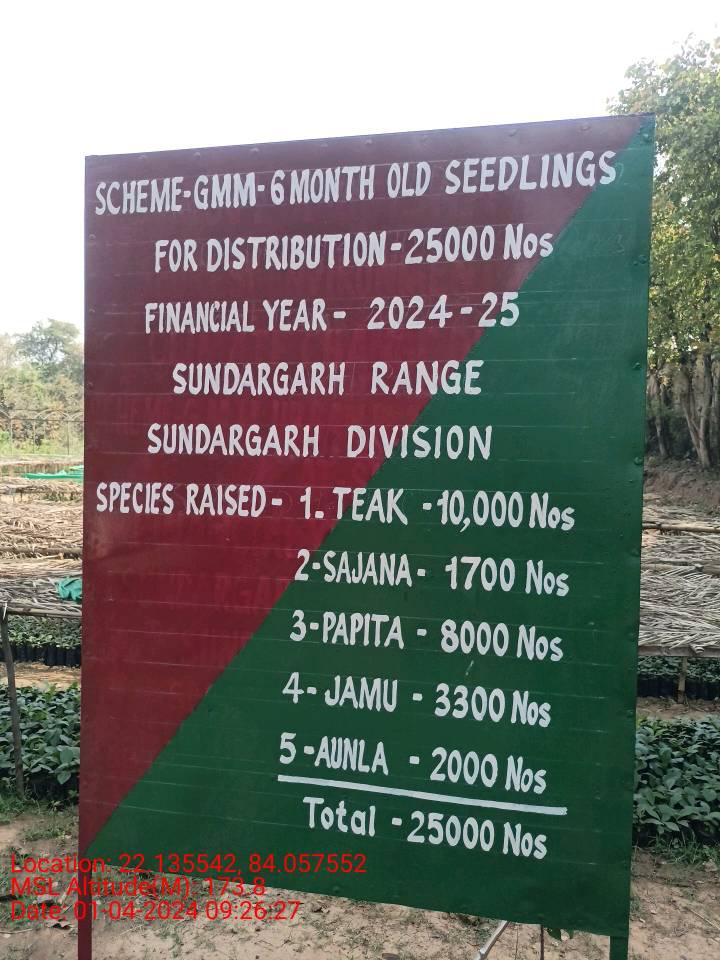 SCHEME-GMM-6 MONTH OLD SEEDLINGS
FOR DISTRIBUTION-25000 Nos
FINANCIAL YEAR- 2024-25
SUNDARGARH RANGE
SUNDARGARH DIVISION
SPECIES RAISED- 1. TEAK -10,000 Nos
2-SAJANA- 1700 Nos
3-PAPITA - 8000 Nos
4- JAMU - 3300 Nos
5-AUNLA - 2000 Nos
Total -25000 Nos
Location: 22.135542, 84.057552
MSL Altitude(M): 173.8
Date: 01-04-2024 09:26:27